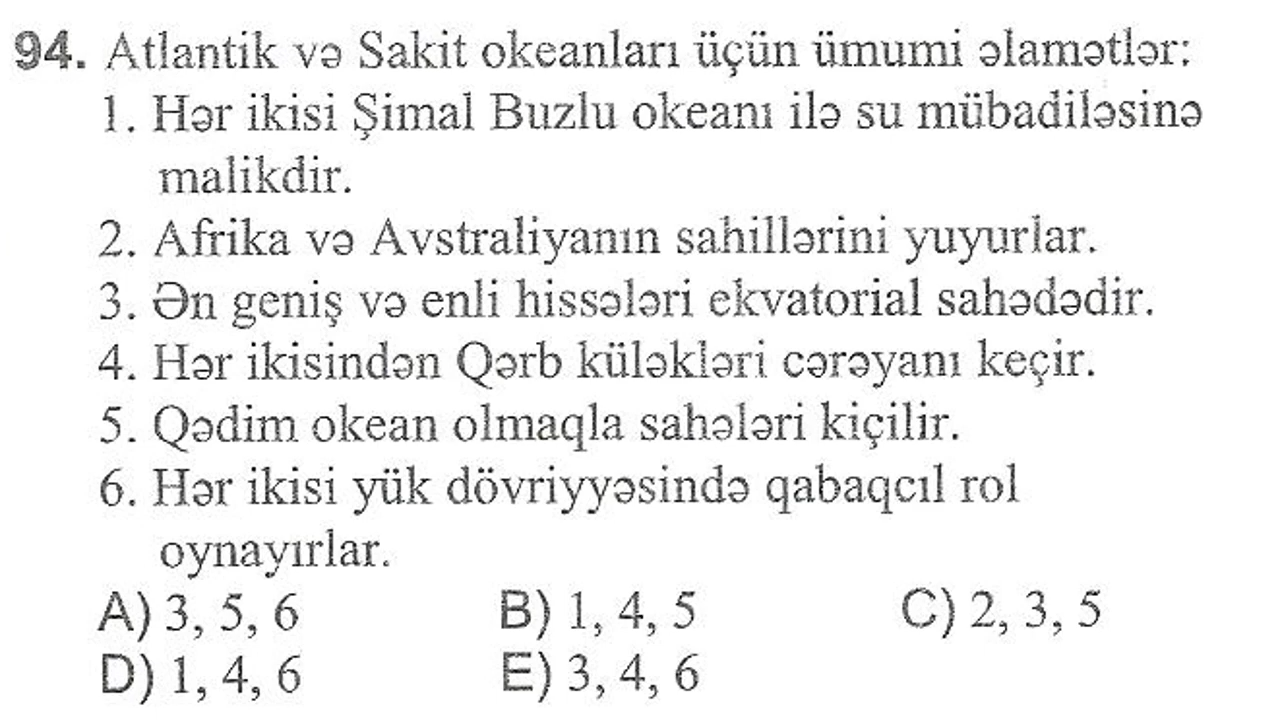 94. Atlantik və Sakit okeanları üçün ümumi əlamətlər:
1. Hər ikisi Şimal Buzlu okeanı ilə su mübadiləsinə
malikdir.
2. Afrika və Avstraliyanın sahillərini yuyurlar.
3. Ən geniş və enli hissələri ekvatorial sahədədir.
4. Hər ikisindən Qərb küləkləri cərəyanı keçir.
5. Qədim okean olmaqla sahələri kiçilir.
6. Hər ikisi yük dövriyyəsində qabaqcıl rol
oynayırlar.
A) 3, 5, 6 B) 1, 4, 5 C) 2, 3, 5
D) 1, 4, 6 E) 3, 4, 6